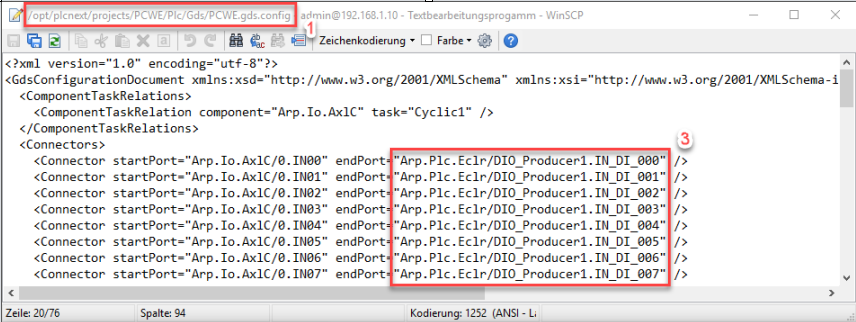 /opt/plcnext/projects/PCWE/Plc/Gds/PCWE.gds.config - admin@192.168.1.10 - Textbearbeitungsprogamm - WinSCP
1
Zeichenkodierung Farbe
<?xml version="1.0" encoding="utf-8"?>
<GdsConfigurationDocument xmlns:xsd="http://www.w3.org/2001/XMLSchema" xmlns:xsi="http://www.w3.org/2001/XMLSchema-i
<ComponentTaskRelations>
<ComponentTaskRelation component="Arp.Io.AxlC" task="Cyclic1" />
</ComponentTaskRelations>
<Connectors>
3
<Connector startPort="Arp.Io.AxlC/0.IN00" endPort="Arp.Plc.Eclr/DIO_Producer1.IN_DI_000" />
<Connector startPort="Arp.Io.AxlC/0.IN01" endPort="Arp.Plc.Eclr/DIO_Producer1.IN_DI_001" />
<Connector startPort="Arp.Io.AxlC/0.IN02" endPort="Arp.Plc.Eclr/DIO_Producer1.IN_DI_002" />
<Connector startPort="Arp.Io.AxlC/0.IN03" endPort="Arp.Plc.Eclr/DIO_Producer1.IN_DI_003" />
<Connector startPort="Arp.Io.AxlC/0.IN04" endPort="Arp.Plc.Eclr/DIO_Producer1.IN_DI_004" />
<Connector startPort="Arp.Io.AxlC/0.IN05" endPort="Arp.Plc.Eclr/DIO_Producer1.IN_DI_005" />
<Connector startPort="Arp.Io.AxlC/0.IN06" endPort="Arp.Plc.Eclr/DIO_Producer1.IN_DI_006" />
<Connector startPort="Arp.Io.AxlC/0.IN07" endPort="Arp.Plc.Eclr/DIO_Producer1.IN_DI_007" />
Zeile: 20/76 Spalte: 94 Kodierung: 1252 (ANSI - La